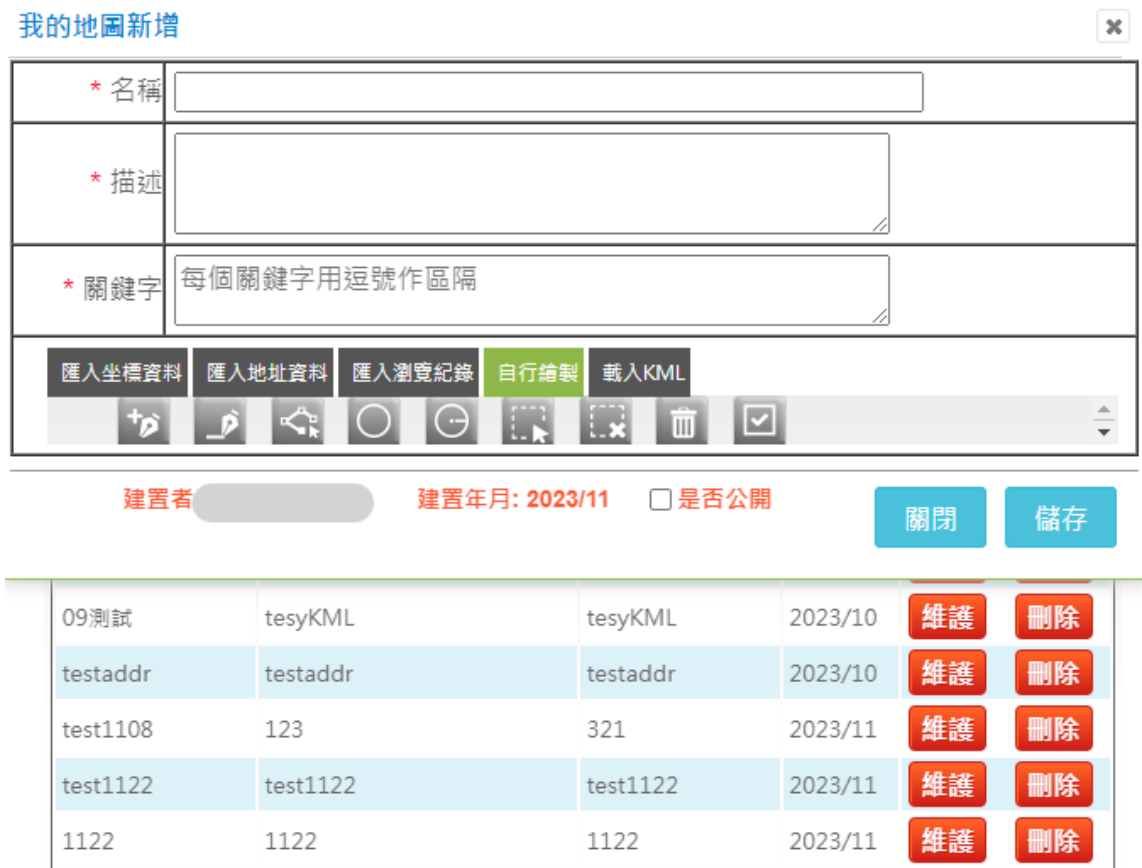 我的地圖新增
* 名稱
* 描述
* 關鍵字 每個關鍵字用逗號作區隔
匯入坐標資料 匯入地址資料 匯入瀏覽紀錄 自行繪製 載入KML
建置者 建置年月: 2023/11 是否公開 關閉 儲存
09測試 tesyKML tesyKML 2023/10 維護 刪除
testaddr testaddr testaddr 2023/10 維護 刪除
test1108 123 321 2023/11 維護 刪除
test1122 test1122 test1122 2023/11 維護 刪除
1122 1122 1122 2023/11 維護 刪除